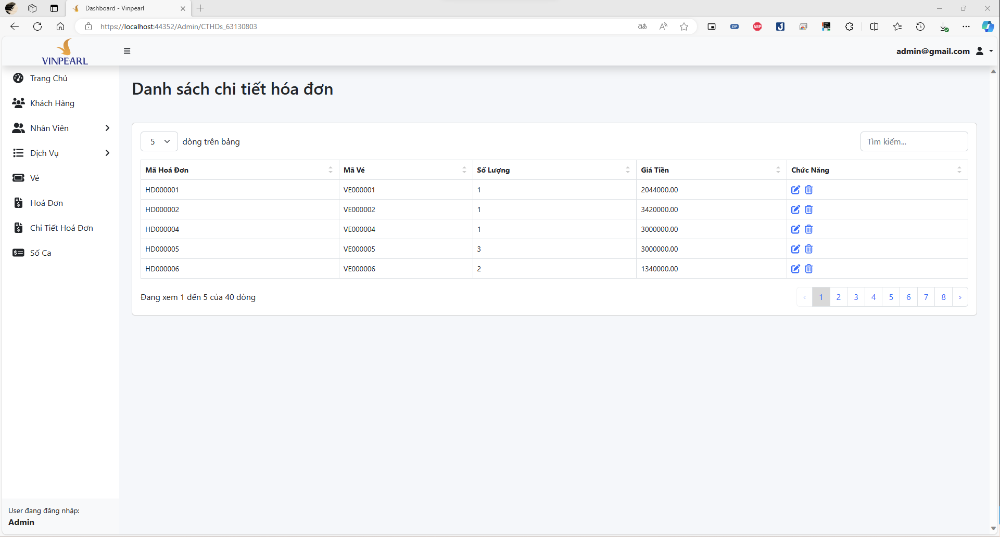 Dashboard - Vinpearl
https://localhost:44352/Admin/CTHDs_63130803
ZIP
ABP
VINPEARL
admin@gmail.com
Trang Chủ
Khách Hàng
Nhân Viên
Dịch Vụ
Vé
Hoá Đơn
Chi Tiết Hoá Đơn
Số Ca
Danh sách chi tiết hóa đơn
5 dòng trên bảng
Tìm kiếm...
Mã Hoá Đơn Mã Vé Số Lượng Giá Tiền Chức Năng
HD000001 VE000001 1 2044000.00
HD000002 VE000002 1 3420000.00
HD000004 VE000004 1 3000000.00
HD000005 VE000005 3 3000000.00
HD000006 VE000006 2 1340000.00
Đang xem 1 đến 5 của 40 dòng
‹ 1 2 3 4 5 6 7 8 ›
User đang đăng nhập:
Admin